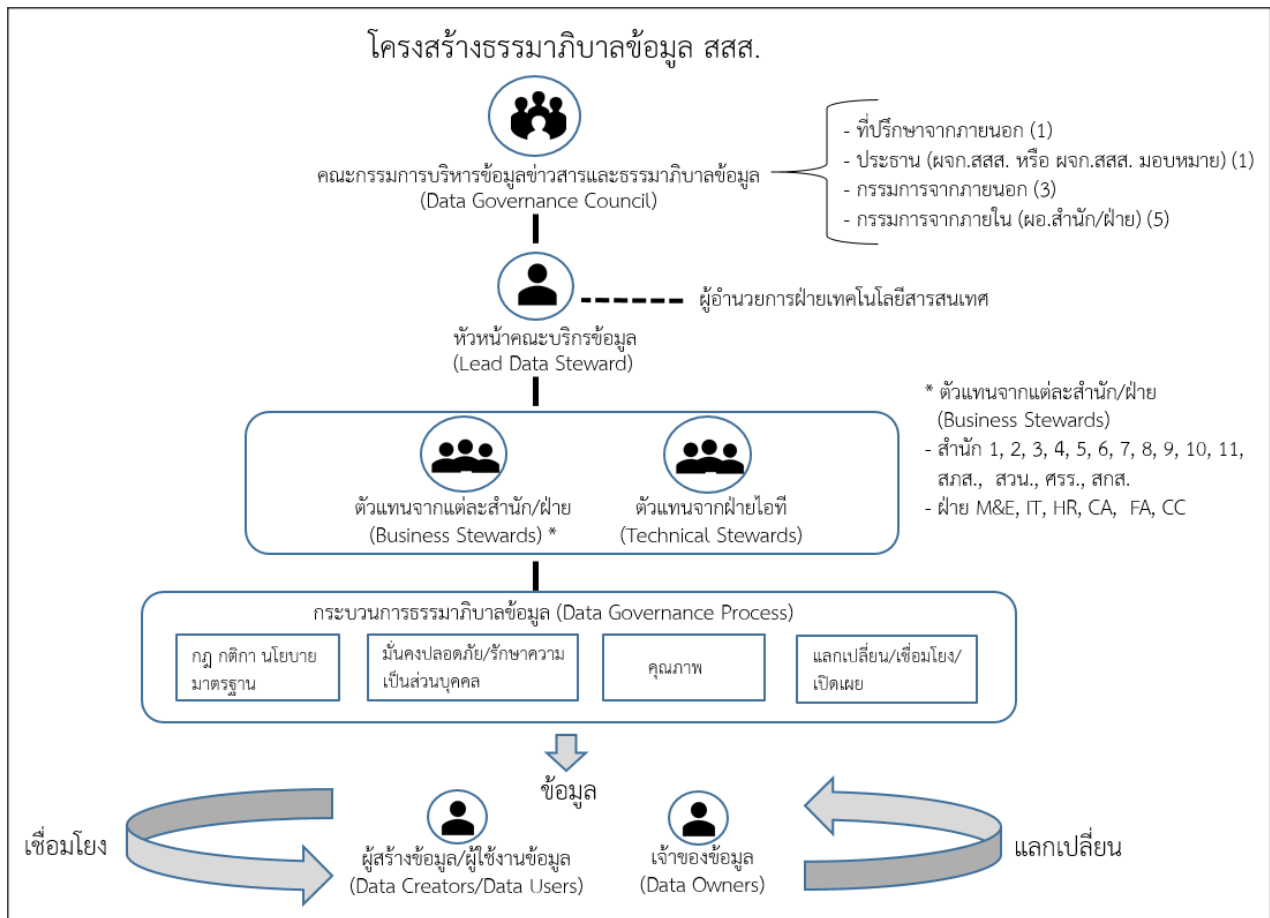 โครงสร้างธรรมาภิบาลข้อมูล สสส.
คณะกรรมการบริหารข้อมูลข่าวสารและธรรมาภิบาลข้อมูล
(Data Governance Council)
- ที่ปรึกษาจากภายนอก (1)
- ประธาน (ผจก.สสส. หรือ ผจก.สสส. มอบหมาย) (1)
- กรรมการจากภายนอก (3)
- กรรมการจากภายใน (ผอ.สำนัก/ฝ่าย) (5)
ผู้อำนวยการฝ่ายเทคโนโลยีสารสนเทศ
หัวหน้าคณะบริกรข้อมูล
(Lead Data Steward)
* ตัวแทนจากแต่ละสำนัก/ฝ่าย
(Business Stewards)
- สำนัก 1, 2, 3, 4, 5, 6, 7, 8, 9, 10, 11,
สภส., สวน., ศรร., สกส.
- ฝ่าย M&E, IT, HR, CA, FA, CC
ตัวแทนจากแต่ละสำนัก/ฝ่าย
(Business Stewards) *
ตัวแทนจากฝ่ายไอที
(Technical Stewards)
กระบวนการธรรมาภิบาลข้อมูล (Data Governance Process)
กฎ กติกา นโยบาย
มาตรฐาน
มั่นคงปลอดภัย/รักษาความ
เป็นส่วนบุคคล
คุณภาพ
แลกเปลี่ยน/เชื่อมโยง/
เปิดเผย
ข้อมูล
เชื่อมโยง
ผู้สร้างข้อมูล/ผู้ใช้งานข้อมูล
(Data Creators/Data Users)
เจ้าของข้อมูล
(Data Owners)
แลกเปลี่ยน